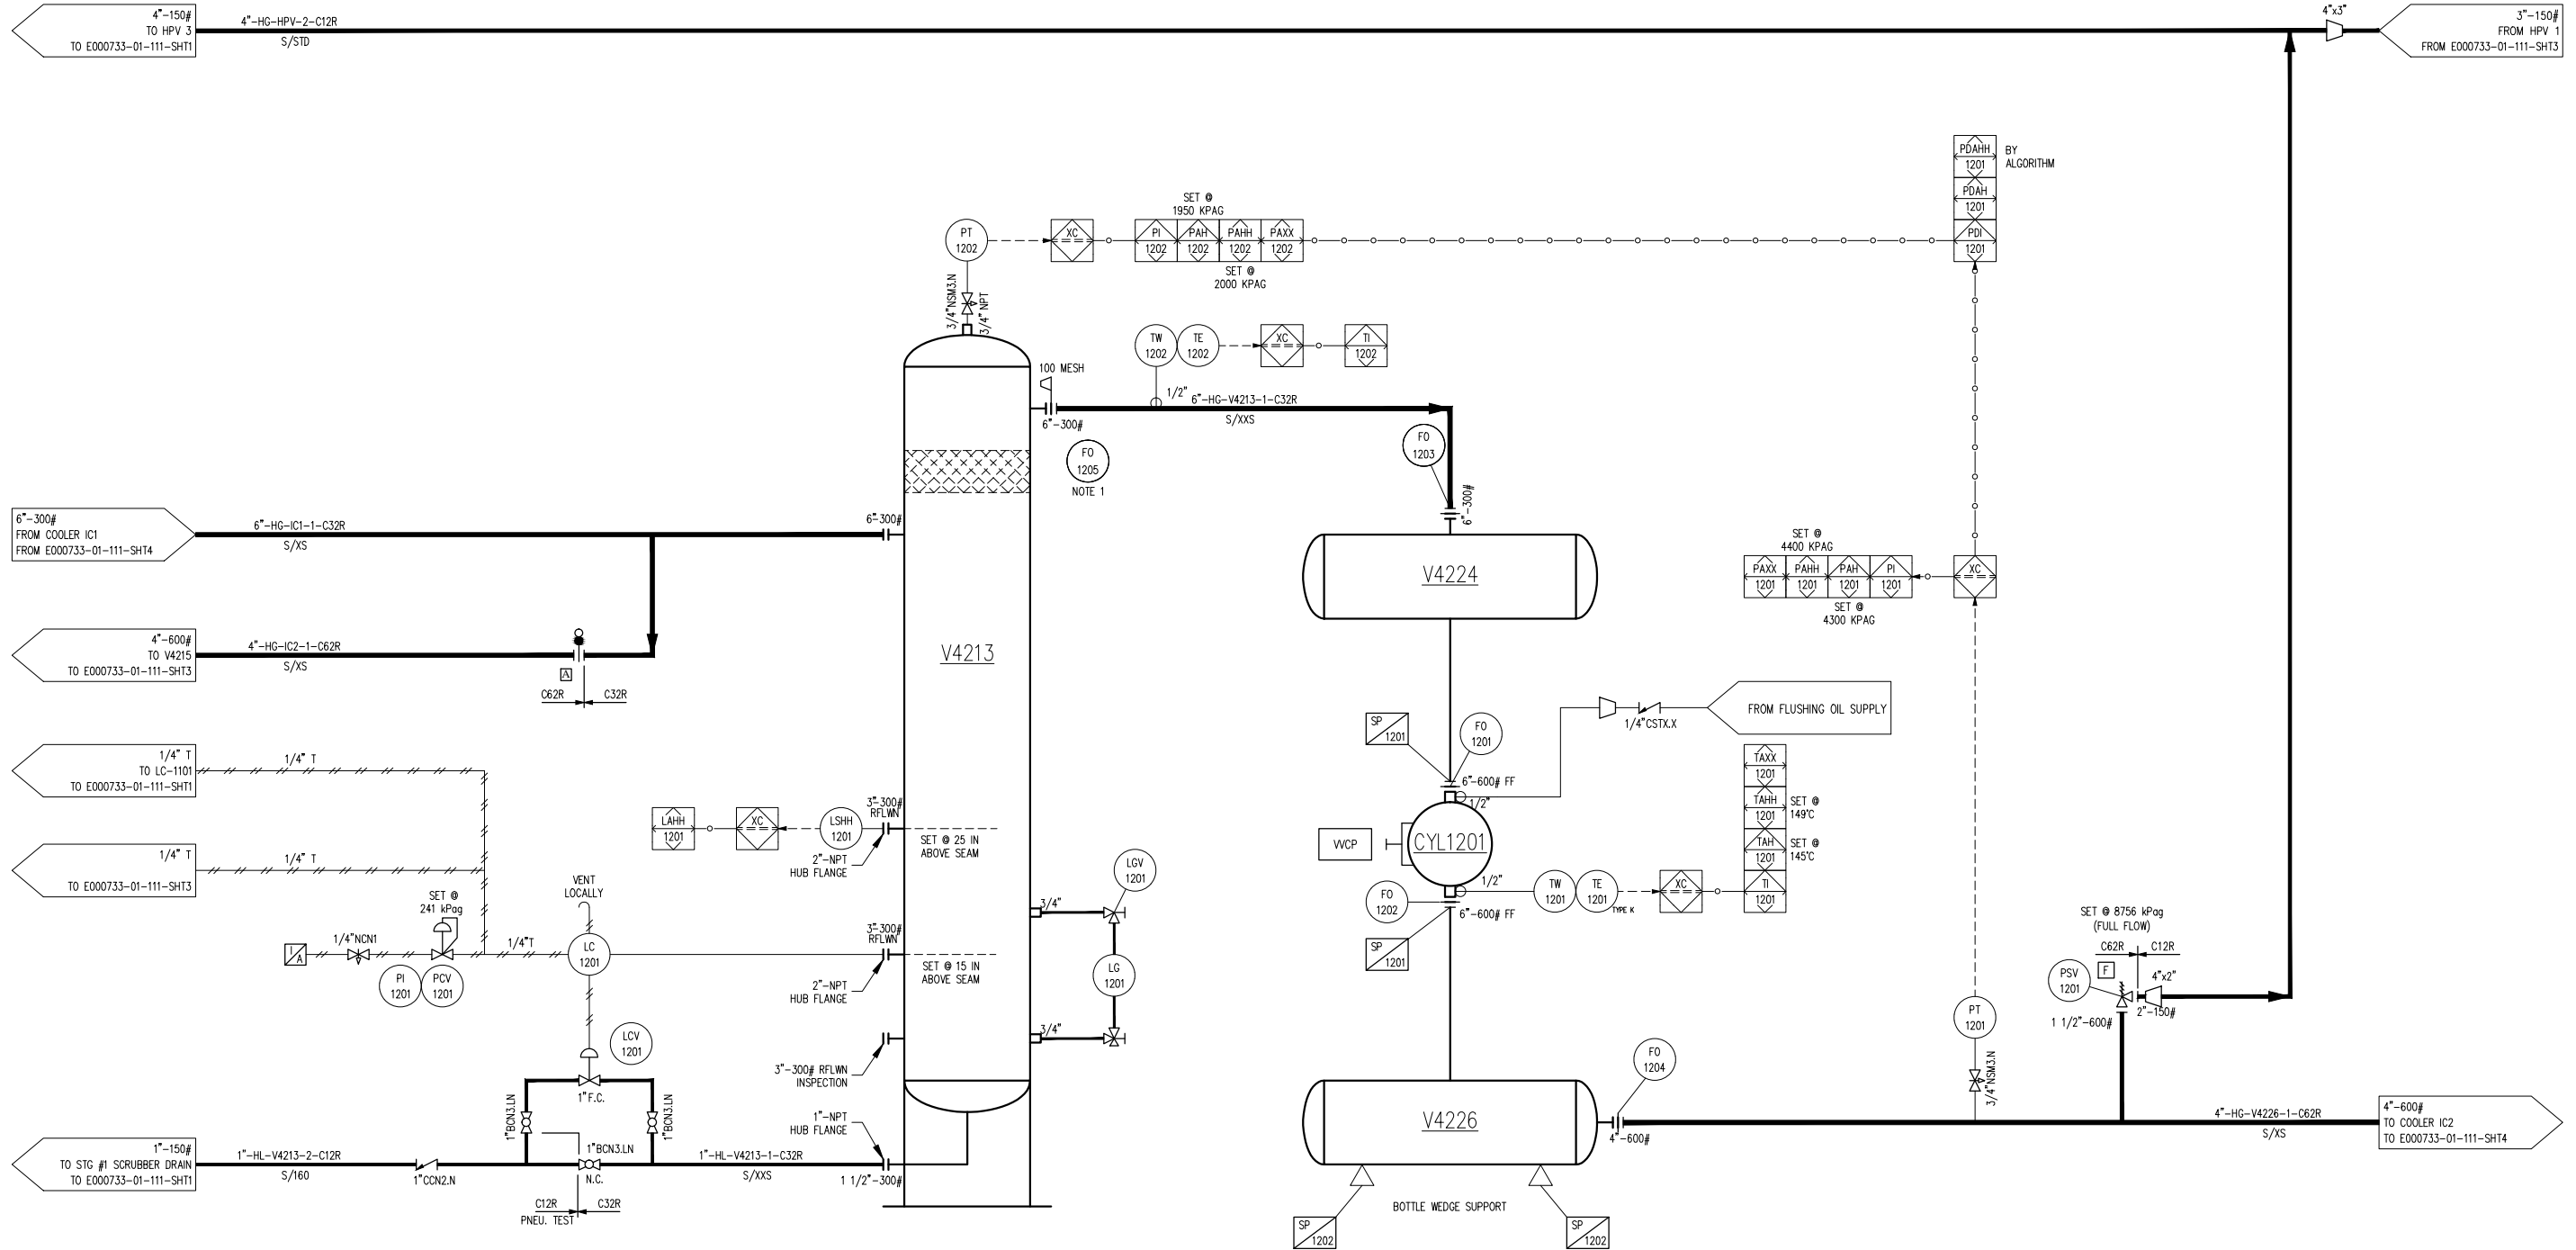 4"-150#
TO HPV 3
TO E000733-01-111-SHT1
4"-HG-HPV-2-C12R
S/STD
4"x3"
3"-150#
FROM HPV 1
FROM E000733-01-111-SHT3
PDAHH
1201
BY
ALGORITHM
PDAH
1201
PDI
1201
SET @
1950 KPAG
PT
1202
XC
PI
1202
PAH
1202
PAHH
1202
PAXX
1202
SET @
2000 KPAG
3/4"NSM3.N
3/4" NPT
TW
1202
TE
1202
XC
TI
1202
100 MESH
1/2"
6"-HG-V4213-1-C32R
S/XXS
6"-300#
FO
1205
NOTE 1
FO
1203
6"-300#
6"-300#
FROM COOLER IC1
FROM E000733-01-111-SHT4
6"-HG-IC1-1-C32R
S/XS
6"-300#
V4224
SET @
4400 KPAG
PAXX
1201
PAHH
1201
PAH
1201
PI
1201
XC
SET @
4300 KPAG
4"-600#
TO V4215
TO E000733-01-111-SHT3
4"-HG-IC2-1-C62R
S/XS
A
C62R
C32R
V4213
SP
1201
FO
1201
1/4"CSTX.X
FROM FLUSHING OIL SUPPLY
1/4" T
TO LC-1101
TO E000733-01-111-SHT1
1/4" T
6"-600# FF
1/2"
TAXX
1201
TAHH
1201
SET @
149°C
TAH
1201
SET @
145°C
TI
1201
LAHH
1201
XC
LSHH
1201
3"-300#
RFLWN
SET @ 25 IN
ABOVE SEAM
2"-NPT
HUB FLANGE
VVCP
CYL1201
1/2"
TW
1201
TE
1201
TYPE K
XC
FO
1202
6"-600# FF
SP
1201
1/4" T
TO E000733-01-111-SHT3
1/4" T
VENT
LOCALLY
SET @
241 kPag
LGV
1201
3/4"
I
A
1/4"NCN1
PI
1201
PCV
1201
1/4"T
LC
1201
3"-300#
RFLWN
SET @ 15 IN
ABOVE SEAM
2"-NPT
HUB FLANGE
LG
1201
3/4"
SET @ 8756 kPag
(FULL FLOW)
C62R
C12R
F
PSV
1201
4"x2"
2"-150#
1 1/2"-600#
PT
1201
3/4"NSM3.N
LCV
1201
1"F.C.
1"BCN3.LN
1"BCN3.LN
3"-300# RFLWN
INSPECTION
1"-NPT
HUB FLANGE
FO
1204
V4226
4"-600#
4"-HG-V4226-1-C62R
S/XS
4"-600#
TO COOLER IC2
TO E000733-01-111-SHT4
1"-150#
TO STG #1 SCRUBBER DRAIN
TO E000733-01-111-SHT1
1"-HL-V4213-2-C12R
S/160
1"CCN2.N
1"BCN3.LN
N.C.
1"-HL-V4213-1-C32R
S/XXS
1 1/2"-300#
C12R
C32R
PNEU. TEST
SP
1202
BOTTLE WEDGE SUPPORT
SP
1202